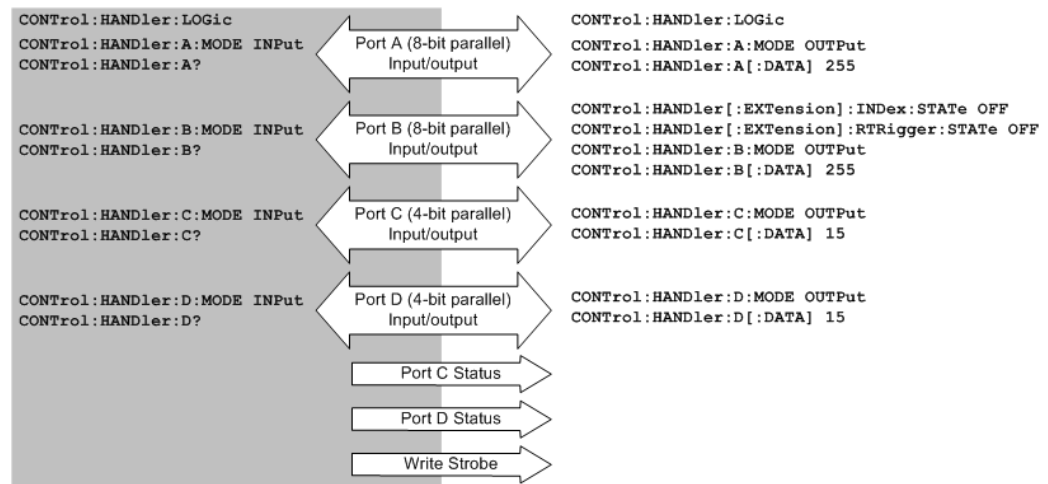 CONTrol:HANDler:LOGic
CONTrol:HANDler:A:MODE INPut
CONTrol:HANDler:A?
Port A (8-bit parallel)
Input/output
CONTrol:HANDler:LOGic
CONTrol:HANDler:A:MODE OUTPut
CONTrol:HANDler:A[:DATA] 255
CONTrol:HANDler:B:MODE INPut
CONTrol:HANDler:B?
Port B (8-bit parallel)
Input/output
CONTrol:HANDler[:EXTension]:INDex:STATe OFF
CONTrol:HANDler[:EXTension]:RTRigger:STATe OFF
CONTrol:HANDler:B:MODE OUTPut
CONTrol:HANDler:B[:DATA] 255
CONTrol:HANDler:C:MODE INPut
CONTrol:HANDler:C?
Port C (4-bit parallel)
Input/output
CONTrol:HANDler:C:MODE OUTPut
CONTrol:HANDler:C[:DATA] 15
CONTrol:HANDler:D:MODE INPut
CONTrol:HANDler:D?
Port D (4-bit parallel)
Input/output
CONTrol:HANDler:D:MODE OUTPut
CONTrol:HANDler:D[:DATA] 15
Port C Status
Port D Status
Write Strobe